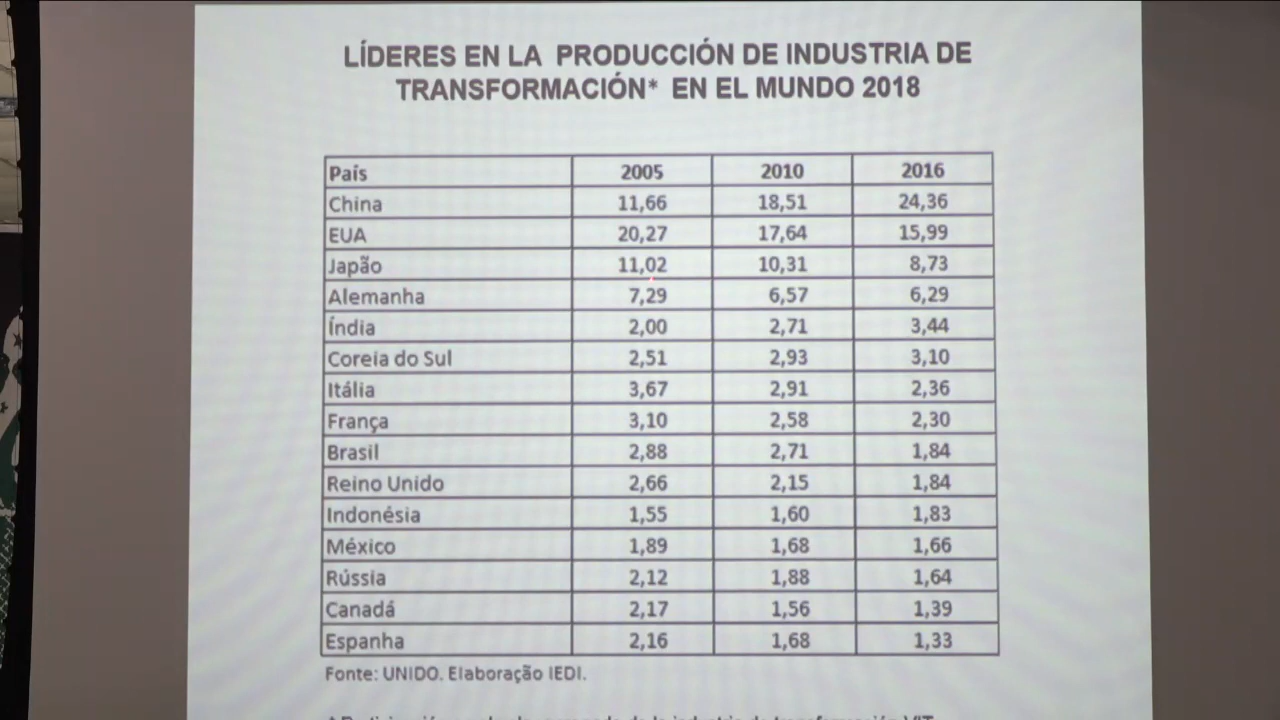 LÍDERES EN LA PRODUCCIÓN DE INDUSTRIA DE
TRANSFORMACIÓN* EN EL MUNDO 2018
País 2005 2010 2016
China 11,66 18,51 24,36
EUA 20,27 17,64 15,99
Japão 11,02 10,31 8,73
Alemanha 7,29 6,57 6,29
Índia 2,00 2,71 3,44
Coreia do Sul 2,51 2,93 3,10
Itália 3,67 2,91 2,36
França 3,10 2,58 2,30
Brasil 2,88 2,71 1,84
Reino Unido 2,66 2,15 1,84
Indonésia 1,55 1,60 1,83
México 1,89 1,68 1,66
Rússia 2,12 1,88 1,64
Canadá 2,17 1,56 1,39
Espanha 2,16 1,68 1,33
Fonte: UNIDO. Elaboração IEDI.